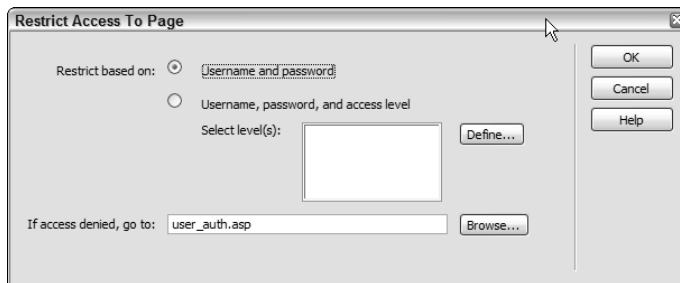 Restrict Access To Page
Restrict based on:
Username and password
Username, password, and access level
Select level(s):
Define...
If access denied, go to:
user_auth.asp
Browse...
OK
Cancel
Help